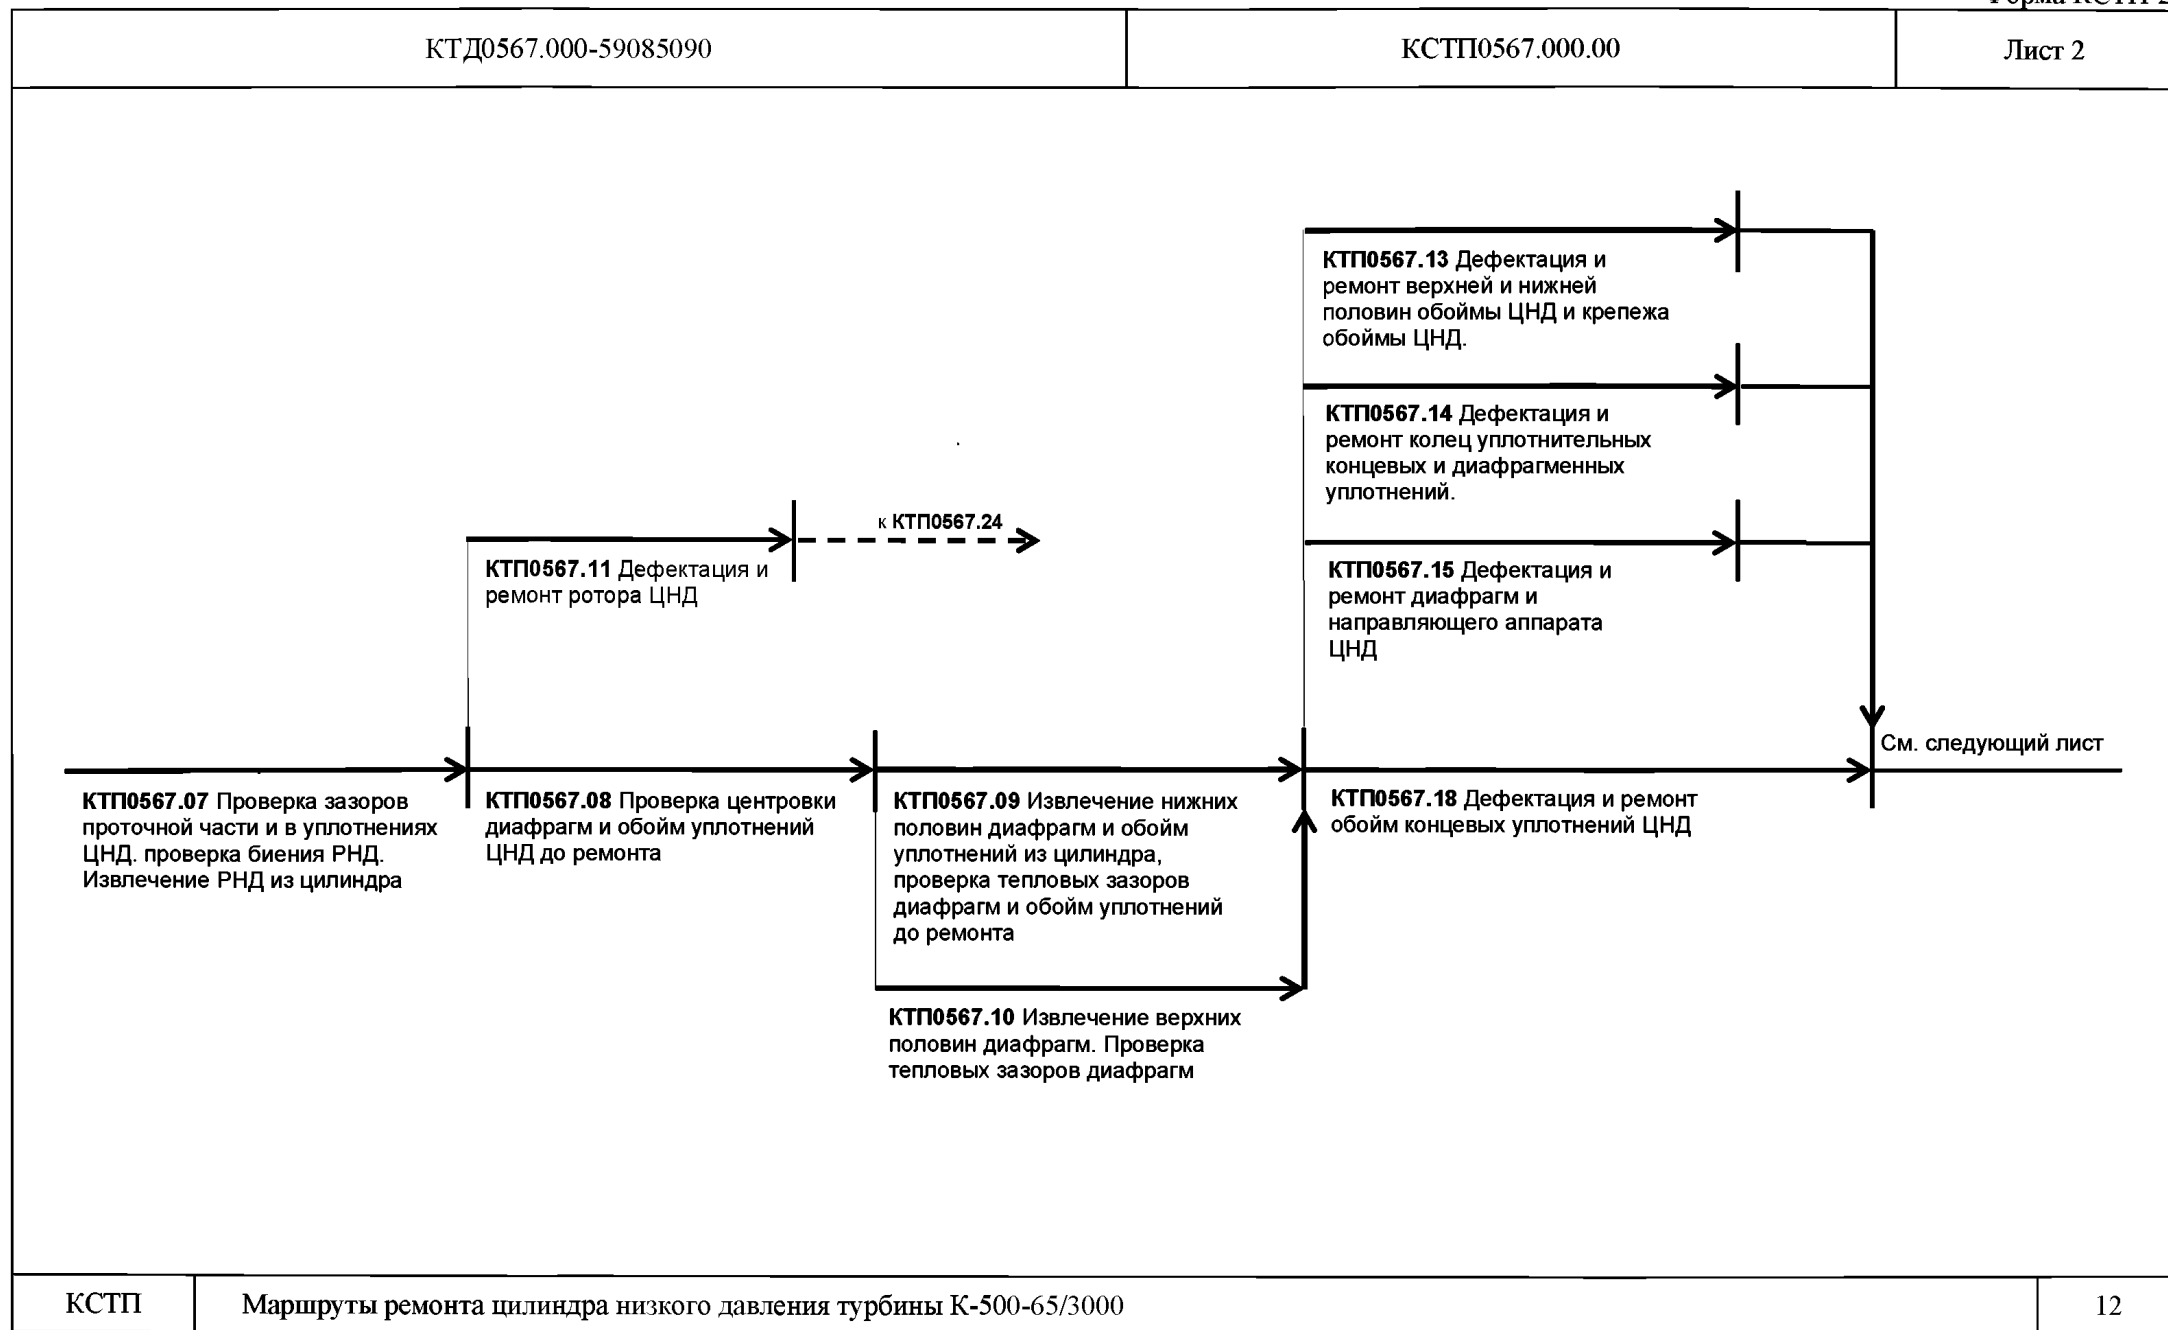 КТД0567.000-59085090
КСТП0567.000.00
Лист 2
КТП0567.13 Дефектация и
ремонт верхней и нижней
половин обоймы ЦНД и крепежа
обоймы ЦНД.
КТП0567.14 Дефектация и
ремонт колец уплотнительных
концевых и диафрагменных
уплотнений.
к КТП0567.24
КТП0567.11 Дефектация и
ремонт ротора ЦНД
КТП0567.15 Дефектация и
ремонт диафрагм и
направляющего аппарата
ЦНД
См. следующий лист
КТП0567.07 Проверка зазоров
проточной части и в уплотнениях
ЦНД. проверка биения РНД.
Извлечение РНД из цилиндра
КТП0567.08 Проверка центровки
диафрагм и обойм уплотнений
ЦНД до ремонта
КТП0567.09 Извлечение нижних
половин диафрагм и обойм
уплотнений из цилиндра,
проверка тепловых зазоров
диафрагм и обойм уплотнений
до ремонта
КТП0567.18 Дефектация и ремонт
обойм концевых уплотнений ЦНД
КТП0567.10 Извлечение верхних
половин диафрагм. Проверка
тепловых зазоров диафрагм
КСТП
Маршруты ремонта цилиндра низкого давления турбины К-500-65/3000
12